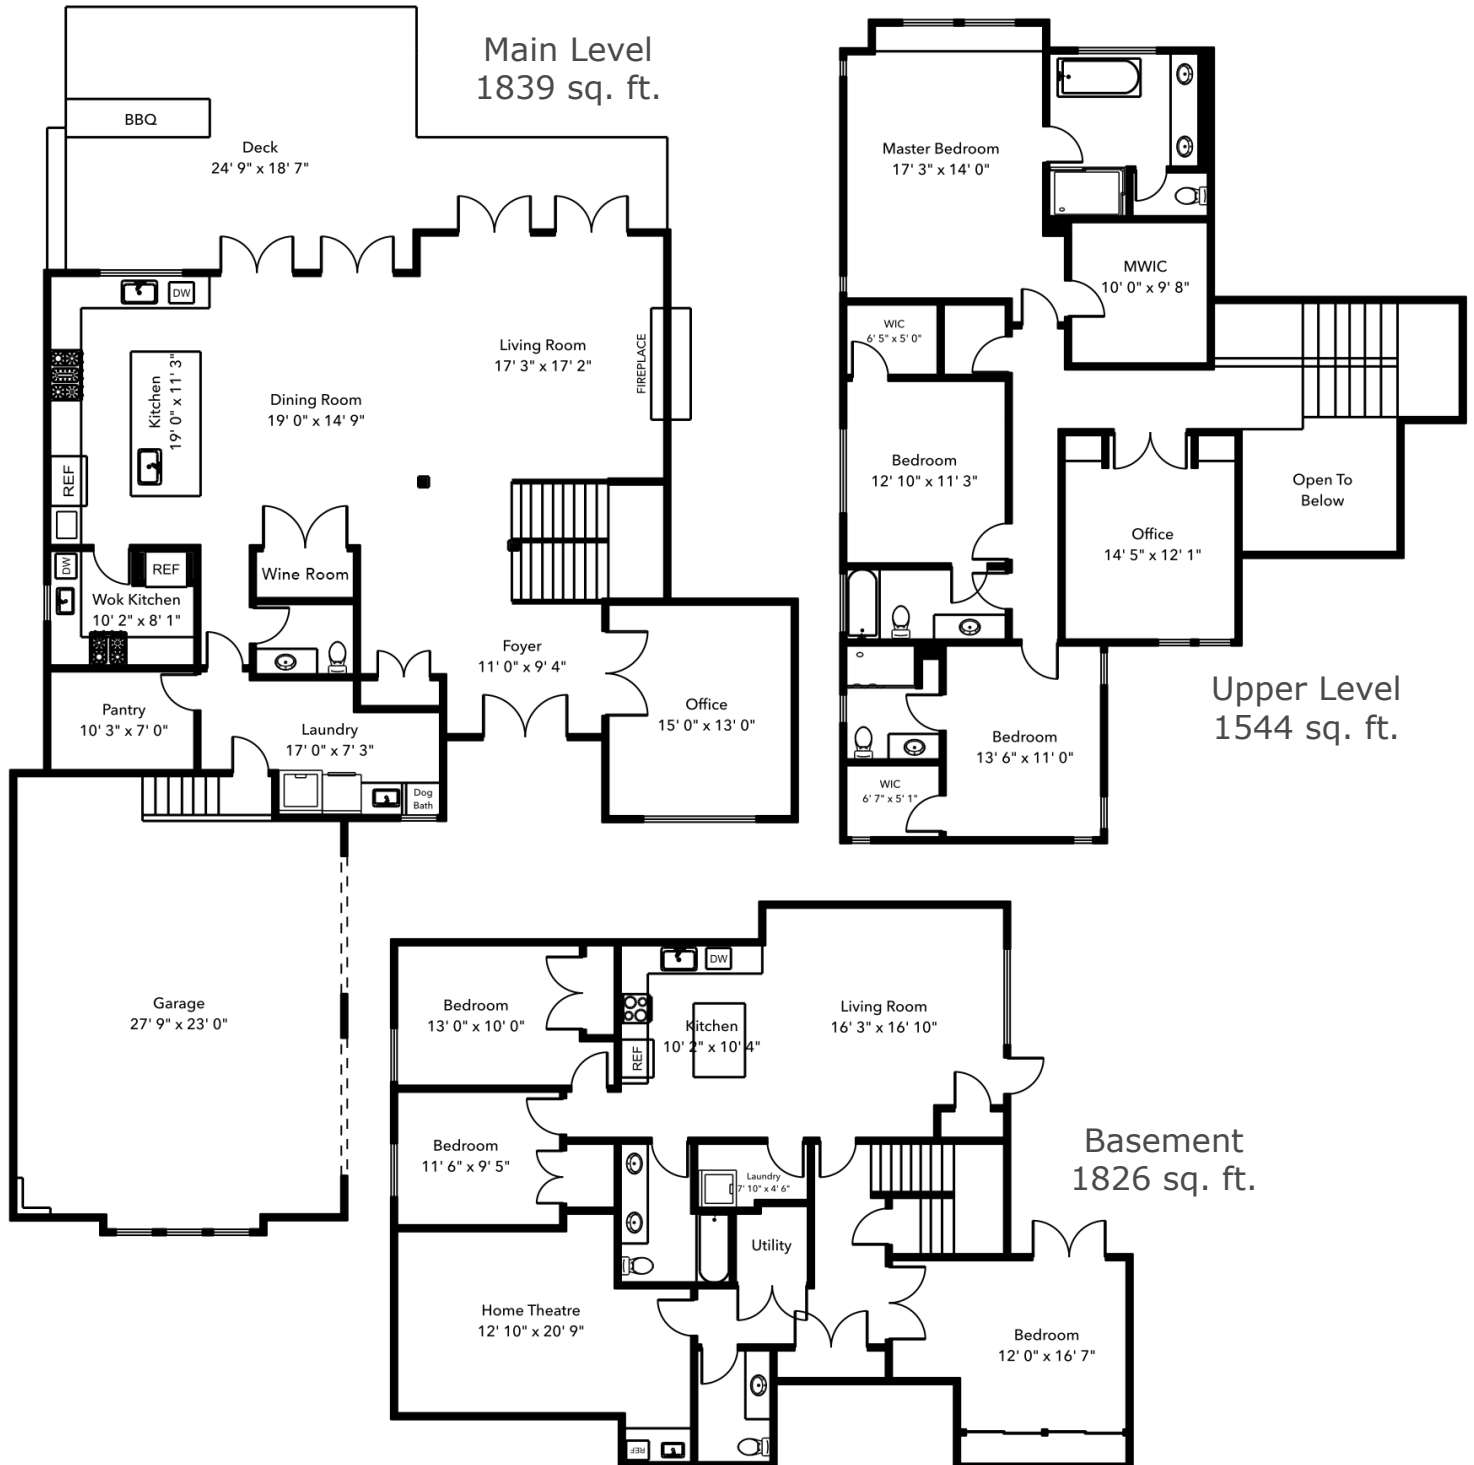 Main Level
1839 sq. ft.
BBQ
Deck
24' 9" x 18' 7"
DW
Living Room
17' 3" x 17' 2"
FIREPLACE
Kitchen
19' 0" x 11' 3"
Dining Room
19' 0" x 14' 9"
REF
DW
REF
Wine Room
Wok Kitchen
10' 2" x 8' 1"
Foyer
11' 0" x 9' 4"
Office
15' 0" x 13' 0"
Pantry
10' 3" x 7' 0"
Laundry
17' 0" x 7' 3"
Dog
Bath
Garage
27' 9" x 23' 0"
Master Bedroom
17' 3" x 14' 0"
MWIC
10' 0" x 9' 8"
WIC
6' 5" x 5' 0"
Bedroom
12' 10" x 11' 3"
Open To
Below
Office
14' 5" x 12' 1"
Upper Level
1544 sq. ft.
Bedroom
13' 6" x 11' 0"
WIC
6' 7" x 5' 1"
DW
Bedroom
13' 0" x 10' 0"
Living Room
16' 3" x 16' 10"
Kitchen
10' 2" x 10' 4"
REF
Bedroom
11' 6" x 9' 5"
Laundry
7' 10" x 4' 6"
Basement
1826 sq. ft.
Utility
Home Theatre
12' 10" x 20' 9"
Bedroom
12' 0" x 16' 7"
REF